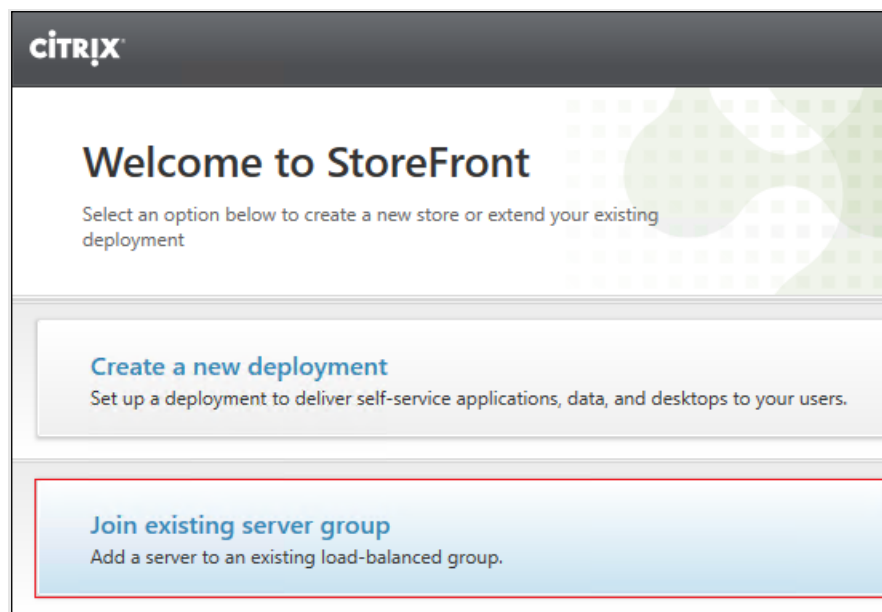 CITRIX
Welcome to StoreFront
Select an option below to create a new store or extend your existing
deployment
Create a new deployment
Set up a deployment to deliver self-service applications, data, and desktops to your users.
Join existing server group
Add a server to an existing load-balanced group.